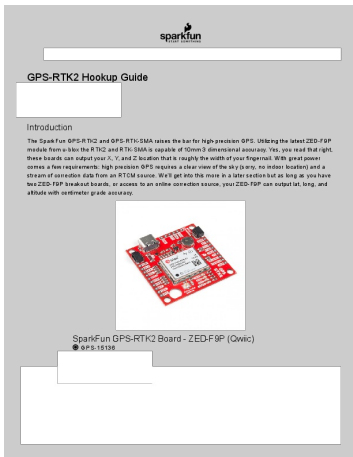 sparkfun
START SOMETHING
GPS-RTK2 Hookup Guide
Introduction
The SparkFun GPS-RTK2 and GPS-RTK-SMA raises the bar for high-precision GPS. Utilizing the latest ZED-F9P
module from u-blox the RTK2 and RTK-SMA is capable of 10mm 3 dimensional accuracy. Yes, you read that right,
these boards can output your X, Y, and Z location that is roughly the width of your fingernail. With great power
comes a few requirements: high precision GPS requires a clear view of the sky (sorry, no indoor location) and a
stream of correction data from an RTCM source. We'll get into this more in a later section but as long as you have
two ZED-F9P breakout boards, or access to an online correction source, your ZED-F9P can output lat, long, and
altitude with centimeter grade accuracy.
SparkFun GPS-RTK2 Board - ZED-F9P (Qwiic)
GPS-15136